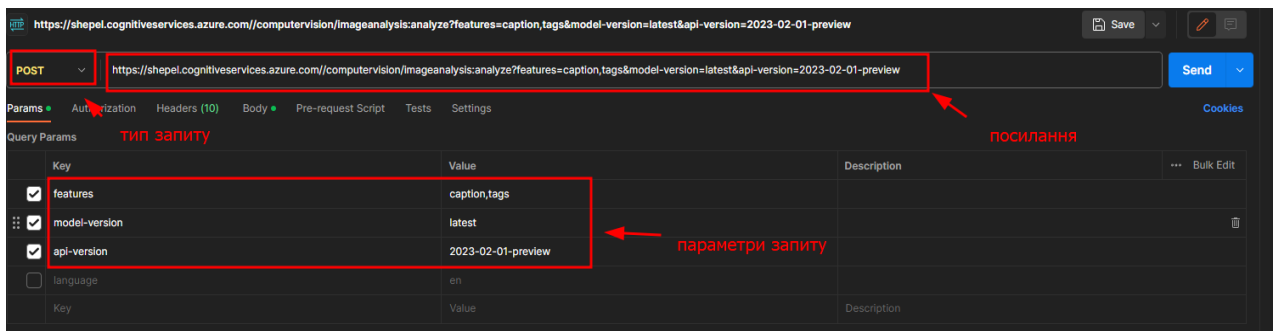 HTTP https://shepel.cognitiveservices.azure.com//computervision/imageanalysis:analyze?features=caption,tags&model-version=latest&api-version=2023-02-01-preview Save
POST https://shepel.cognitiveservices.azure.com//computervision/imageanalysis:analyze?features=caption,tags&model-version=latest&api-version=2023-02-01-preview Send
Params Authorization Headers (10) Body Pre-request Script Tests Settings Cookies
Query Params тип запиту посилання
Key Value Description ••• Bulk Edit
features caption,tags
model-version latest
параметри запиту
api-version 2023-02-01-preview
language en
Key Value Description